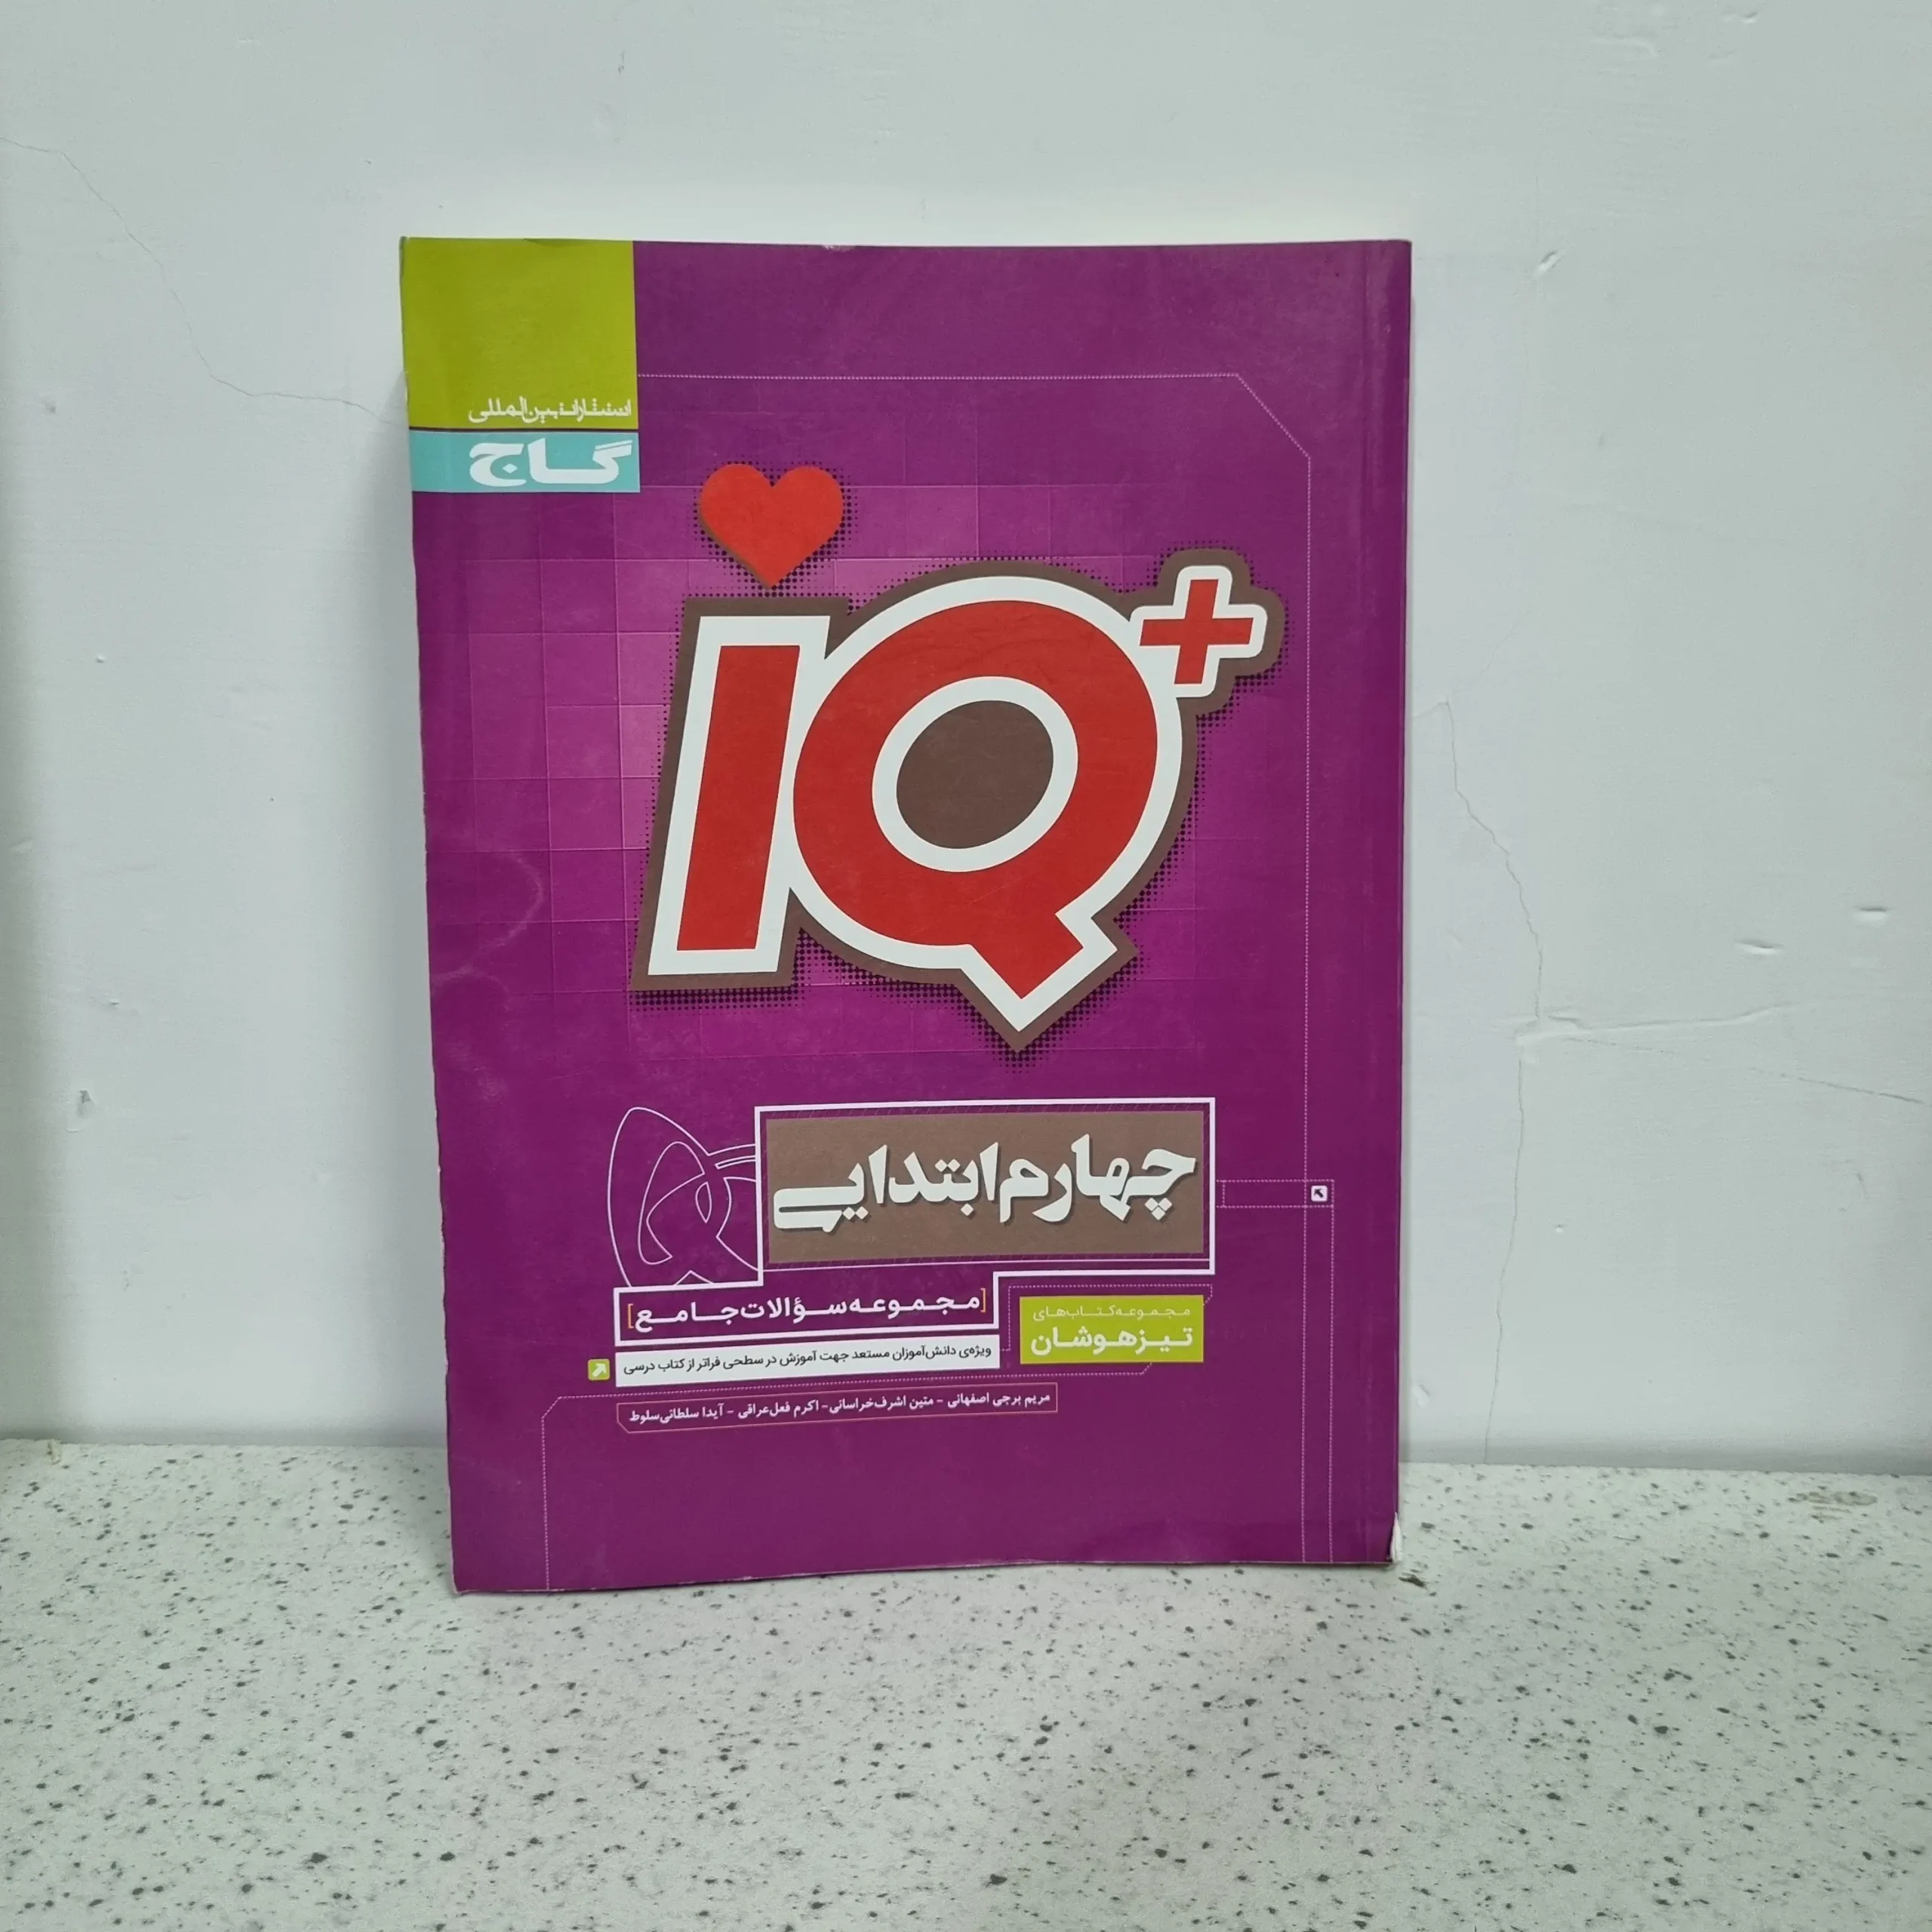 انتشارات بین‌المللی
گاج
IQ+
چهارم ابتدایی
[مجموعه سؤالات جامع]
مجموعه کتاب‌های
تیزهوشان
ویژه‌ی دانش‌آموزان مستعد جهت آموزش در سطحی فراتر از کتاب درسی
مریم برجی اصفهانی - متین اشرف خراسانی - اکرم فعل عراقی - آیدا سلطانی سلوط